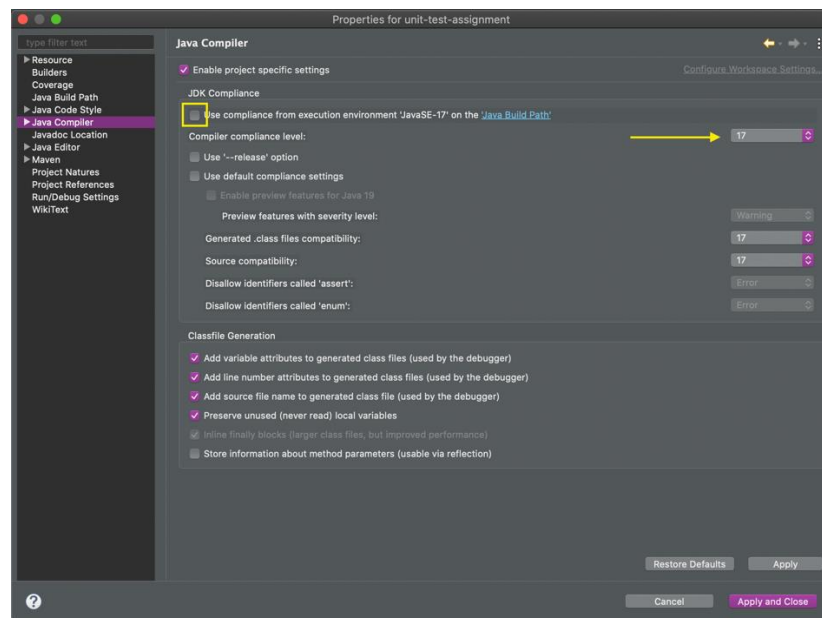 Properties for unit-test-assignment
type filter text
Resource
Builders
Coverage
Java Build Path
Java Code Style
Java Compiler
Javadoc Location
Java Editor
Maven
Project Natures
Project References
Run/Debug Settings
WikiText
Java Compiler
Enable project specific settings
Configure Workspace Settings...
JDK Compliance
Use compliance from execution environment 'JavaSE-17' on the 'Java Build Path'
Compiler compliance level: 17
Use '--release' option
Use default compliance settings
Enable preview features for Java 19
Preview features with severity level: Warning
Generated .class files compatibility: 17
Source compatibility: 17
Disallow identifiers called 'assert': Error
Disallow identifiers called 'enum': Error
Classfile Generation
Add variable attributes to generated class files (used by the debugger)
Add line number attributes to generated class files (used by the debugger)
Add source file name to generated class file (used by the debugger)
Preserve unused (never read) local variables
Inline finally blocks (larger class files, but improved performance)
Store information about method parameters (usable via reflection)
Restore Defaults
Apply
?
Cancel
Apply and Close